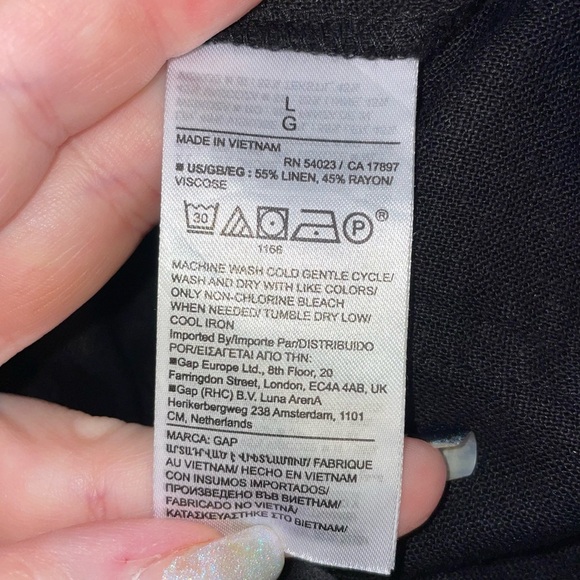 L
G
MADE IN VIETNAM
RN 54023 / CA 17897
■ US/GB/EG : 55% LINEN, 45% RAYON/
VISCOSE
30 P ®
1166
MACHINE WASH COLD GENTLE CYCLE/
WASH AND DRY WITH LIKE COLORS/
ONLY NON-CHLORINE BLEACH
WHEN NEEDED/ TUMBLE DRY LOW/
COOL IRON
Imported By/Importe Par/DISTRIBUIDO
POR/ΕΙΣΑΓΕΤΑΙ ΑΠΟ ΤΗΝ:
■Gap Europe Ltd., 8th Floor, 20
Farringdon Street, London, EC4A 4AB, UK
■Gap (RHC) B.V. Luna ArenA
Herikerbergweg 238 Amsterdam, 1101
CM, Netherlands
MARCA: GAP
ԱՐՏԱԴՐՎԱԾ Է ՎԻԵՏՆԱՄՈՒՄ/ FABRIQUE
AU VIETNAM/ HECHO EN VIETNAM
CON INSUMOS IMPORTADOS/
ПРОИЗВЕДЕНО ВЪВ ВИЕТНАМ/
FABRICADO NO VIETNÃ/
ΚΑΤΑΣΚΕΥΑΣΤΗΚΕ ΣΤΟ ΒΙΕΤΝΑΜ/